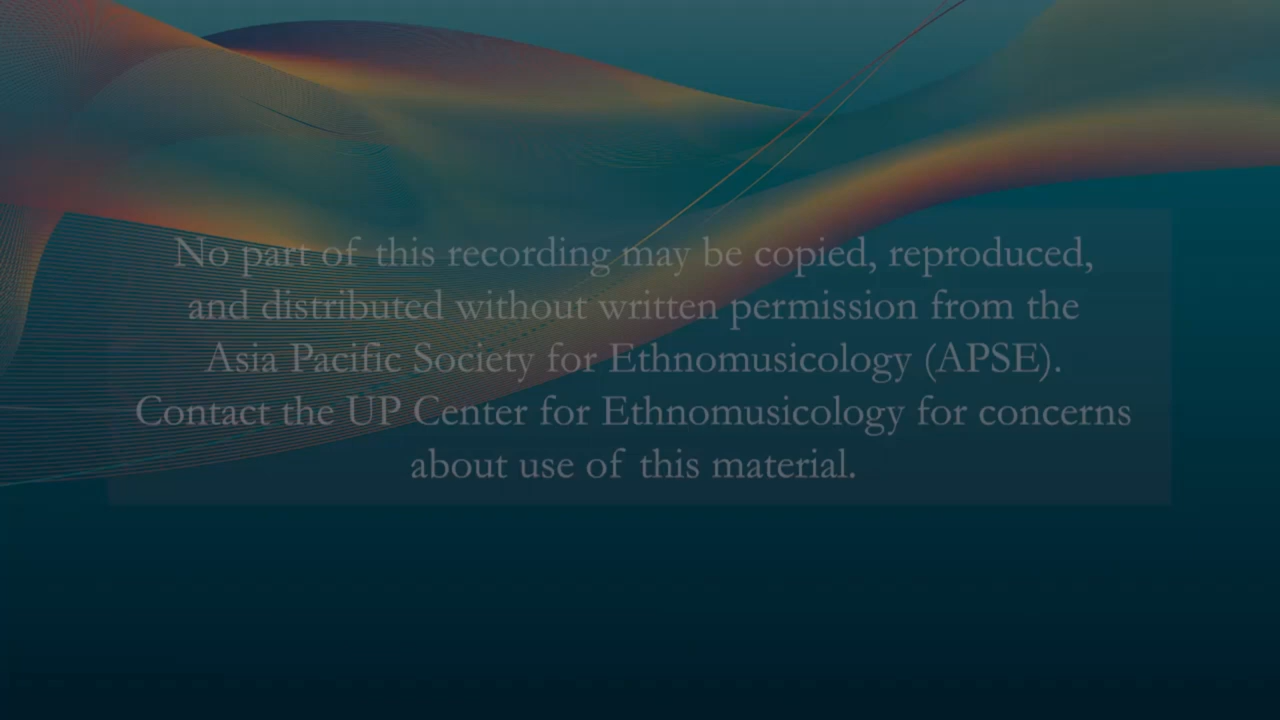 No part of this recording may be copied, reproduced,
and distributed without written permission from the
Asia Pacific Society for Ethnomusicology (APSE).
Contact the UP Center for Ethnomusicology for concerns
about use of this material.